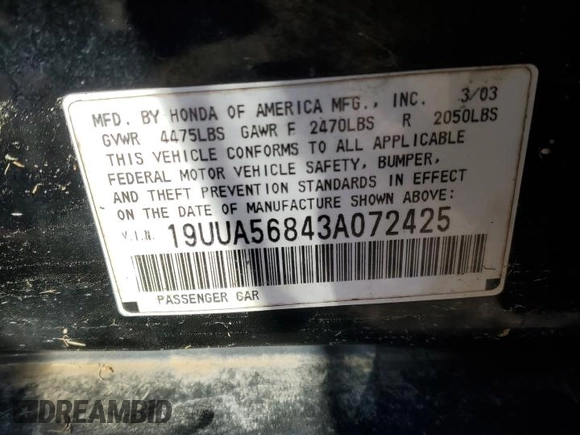 MFD. BY HONDA OF AMERICA MFG., INC. 3/03
GVWR 4475LBS GAWR F 2470LBS R 2050LBS
THIS VEHICLE CONFORMS TO ALL APPLICABLE
FEDERAL MOTOR VEHICLE SAFETY, BUMPER,
AND THEFT PREVENTION STANDARDS IN EFFECT
ON THE DATE OF MANUFACTURE SHOWN ABOVE:
V.I.N. 19UUA56843A072425
PASSENGER CAR
DREAMBID